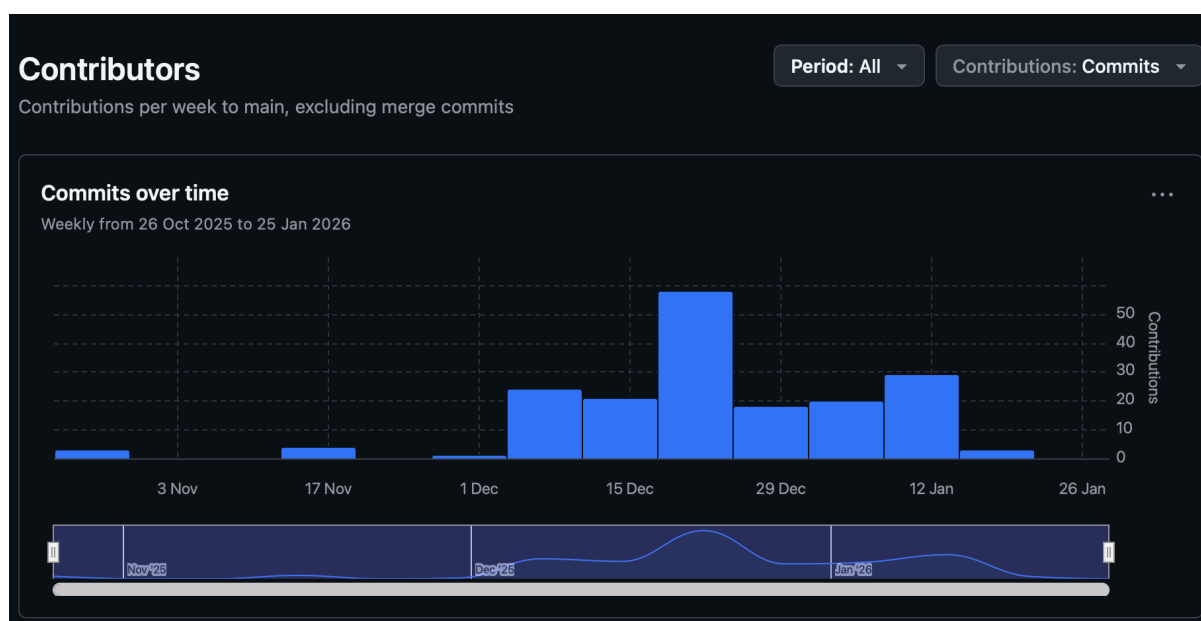 Contributors
Period: All
Contributions: Commits
Contributions per week to main, excluding merge commits
Commits over time
Weekly from 26 Oct 2025 to 25 Jan 2026
50
40
30
20
10
0
Contributions
3 Nov
17 Nov
1 Dec
15 Dec
29 Dec
12 Jan
26 Jan
Nov '25
Dec '25
Jan '26